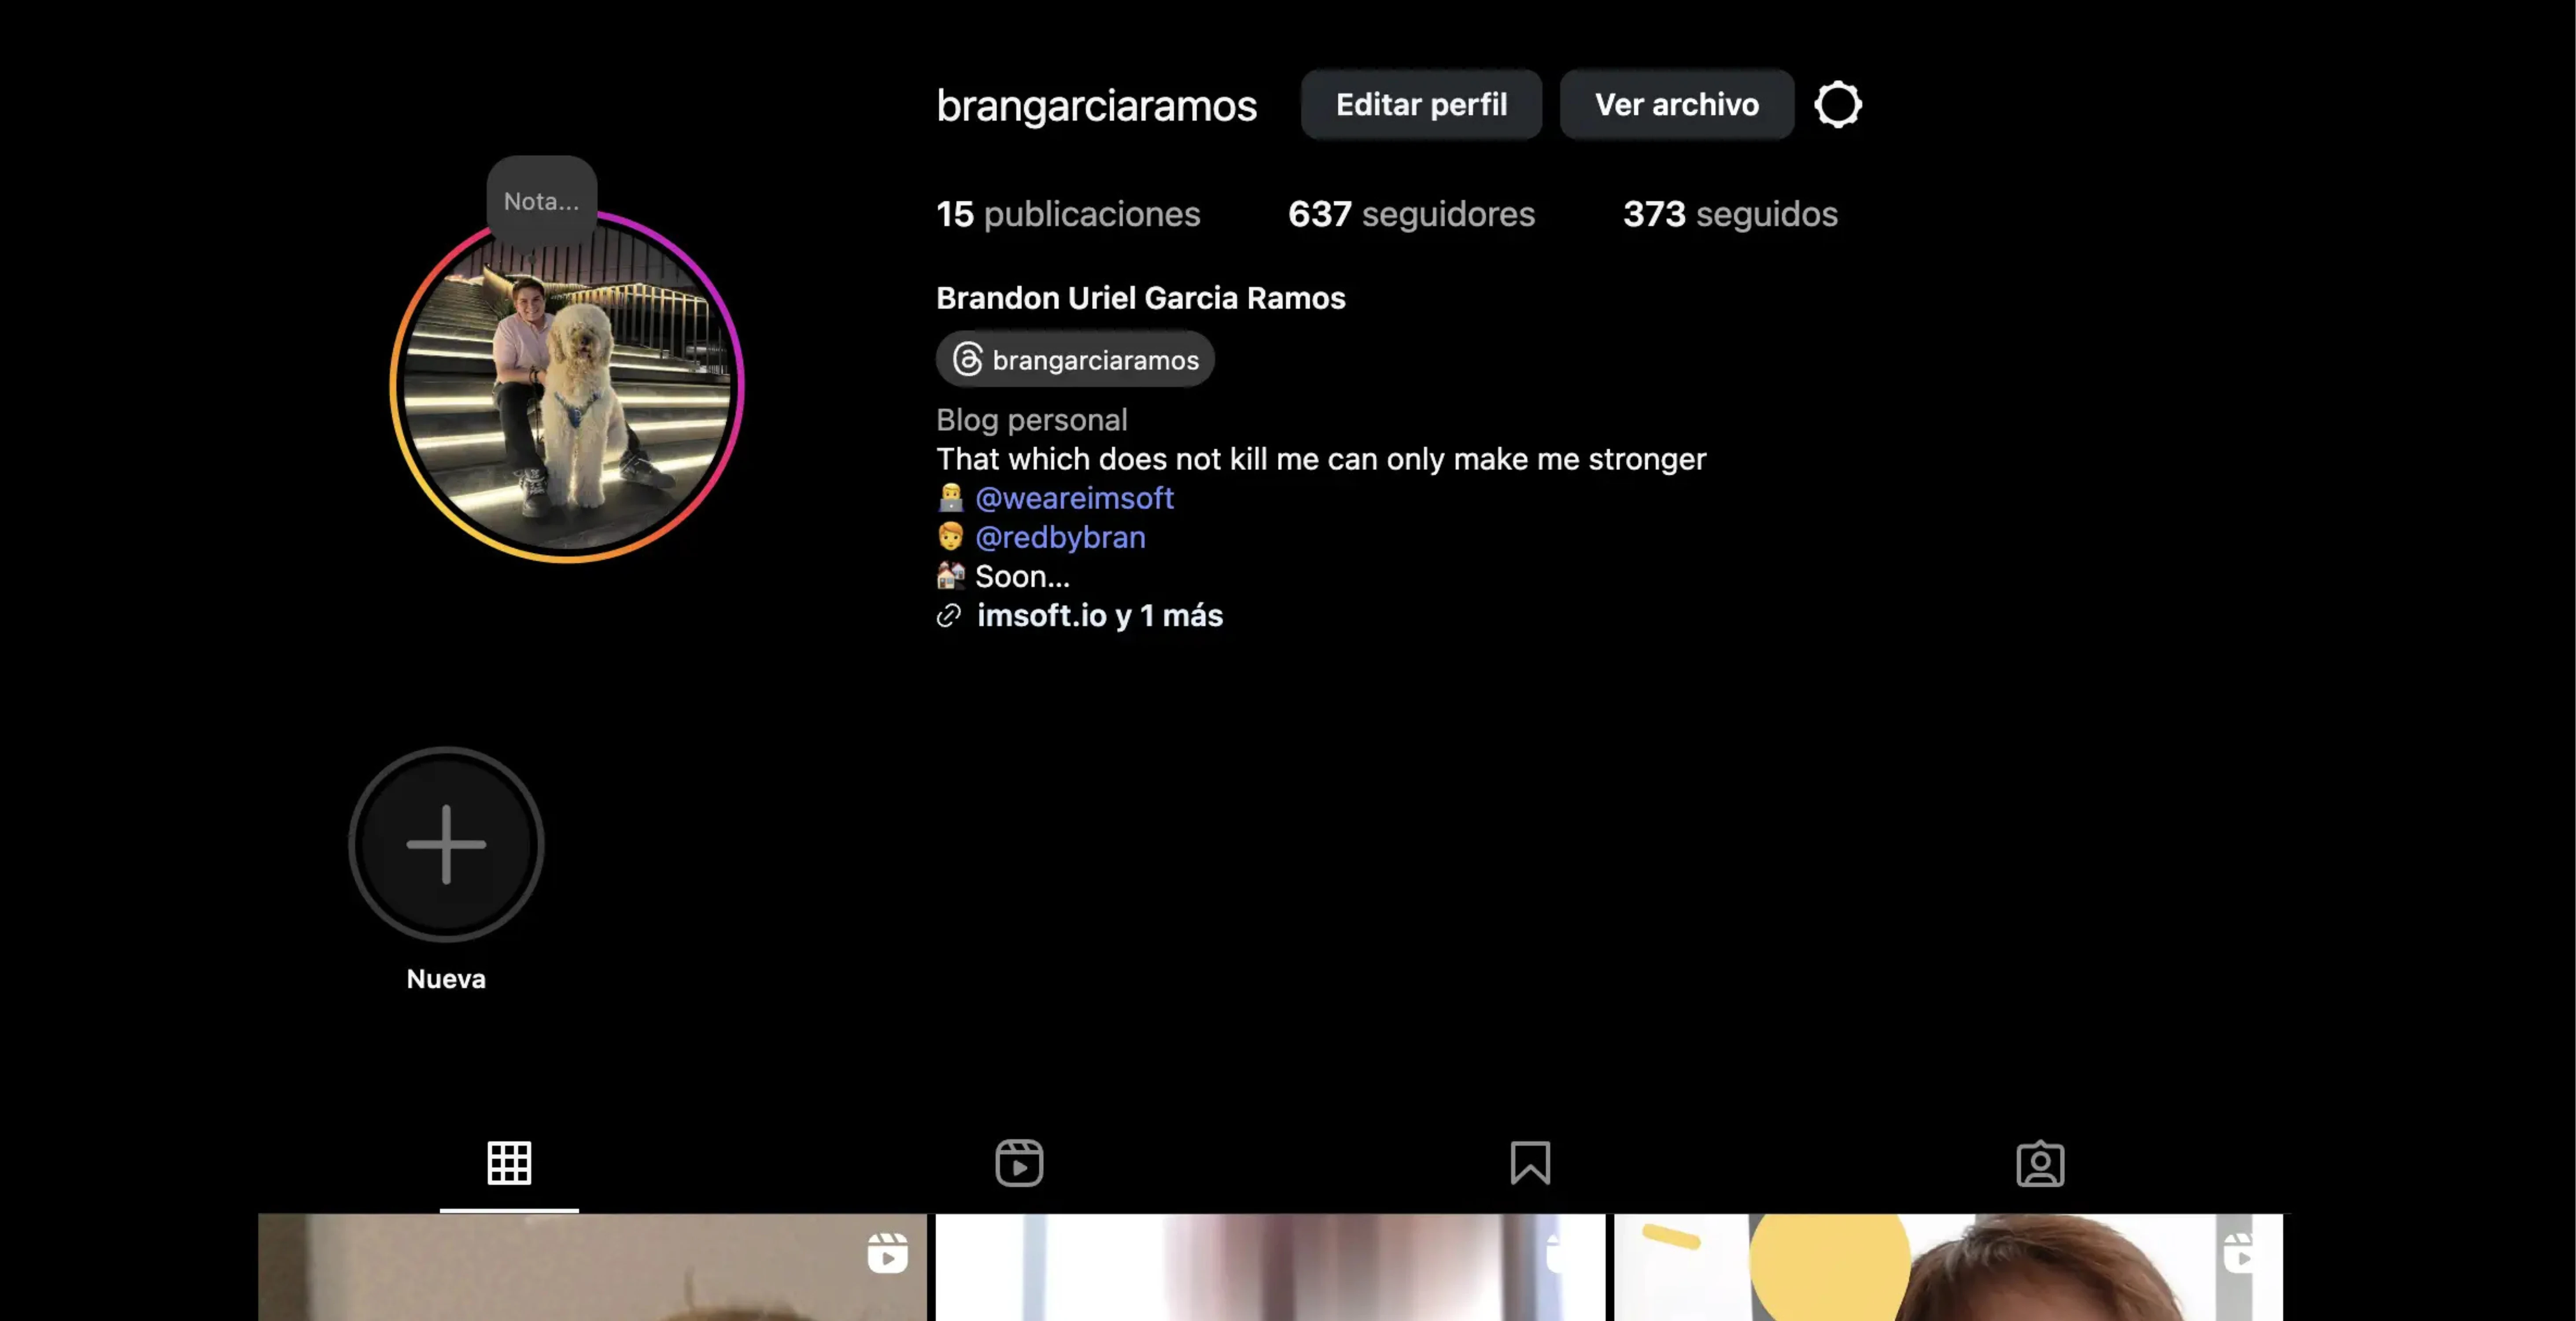 brangarciaramos Editar perfil Ver archivo
Nota...
15 publicaciones 637 seguidores 373 seguidos
Brandon Uriel Garcia Ramos
brangarciaramos
Blog personal
That which does not kill me can only make me stronger
@weareimsoft
@redbybran
Soon...
imsoft.io y 1 más
Nueva